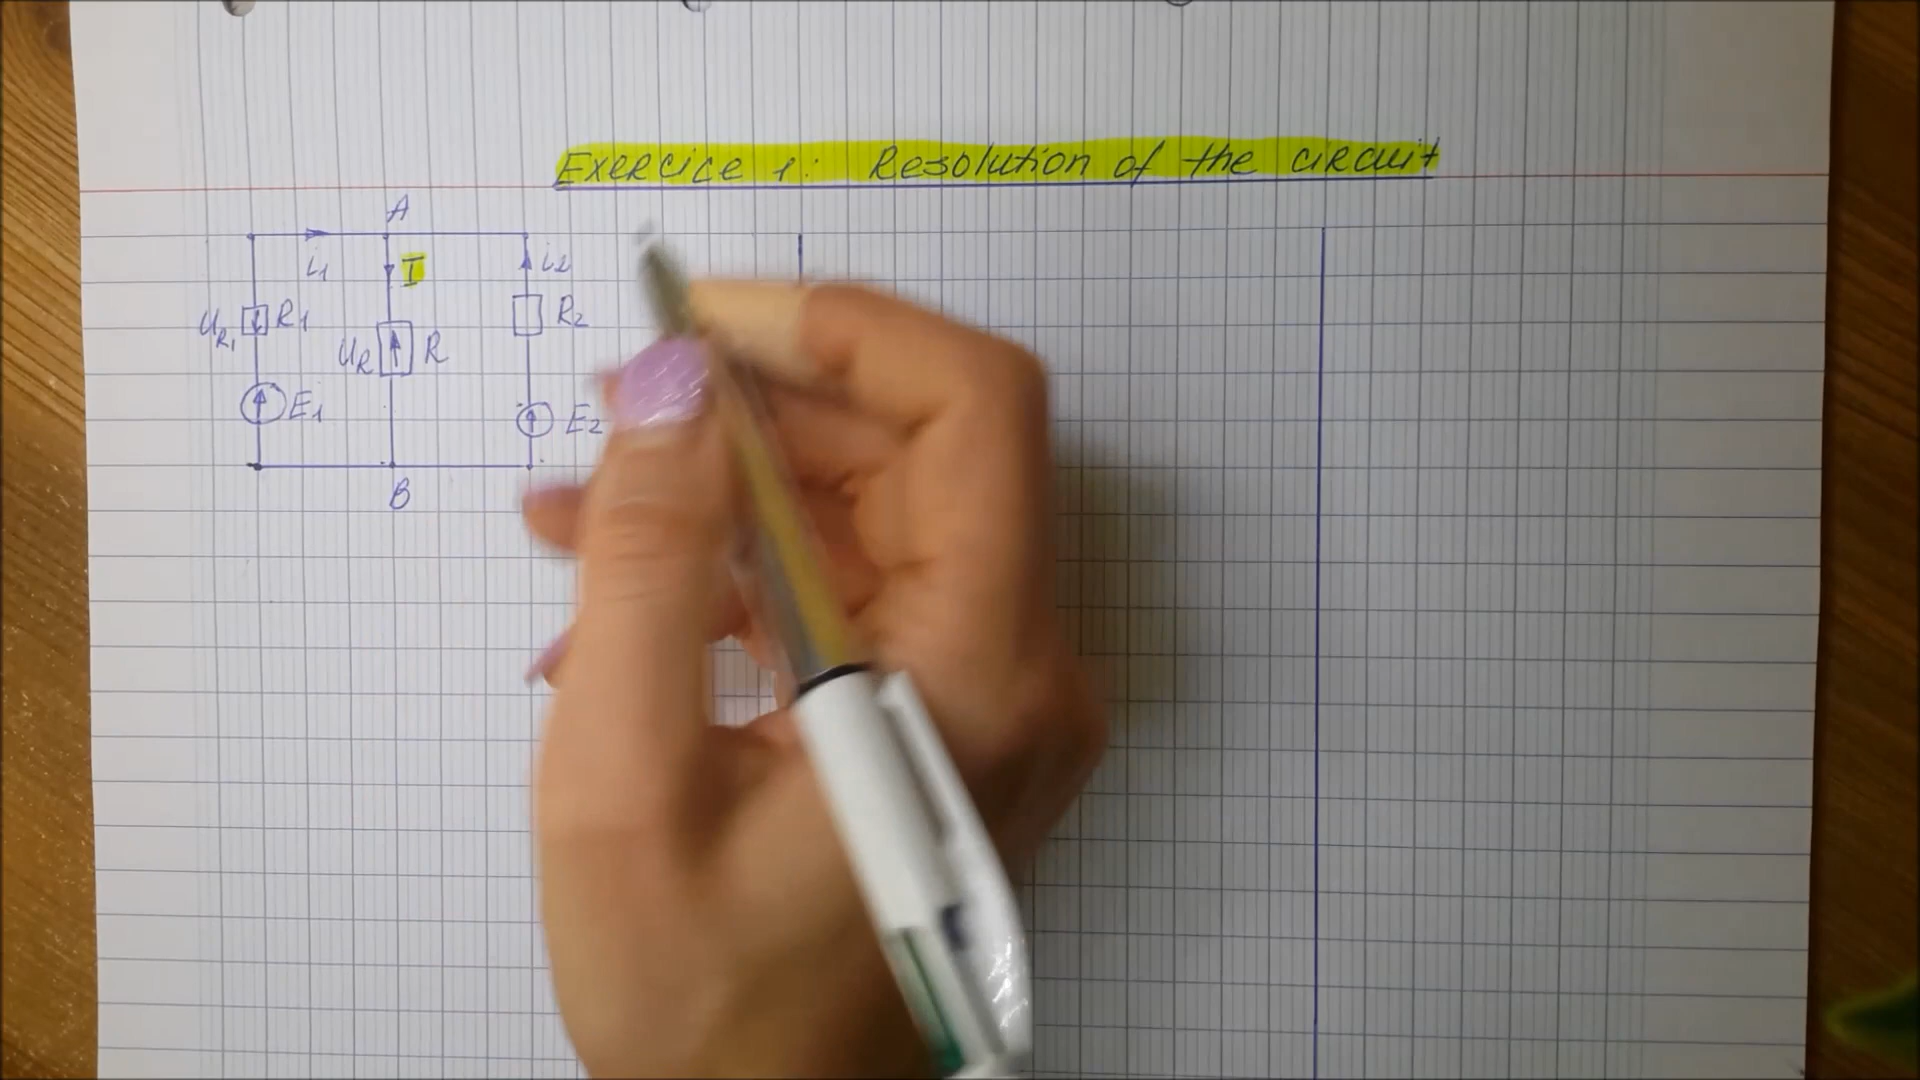 Exercice 1: Resolution of the circuit
A
i1 I i2
UR1 R1 UR R R2
E1 E2
B